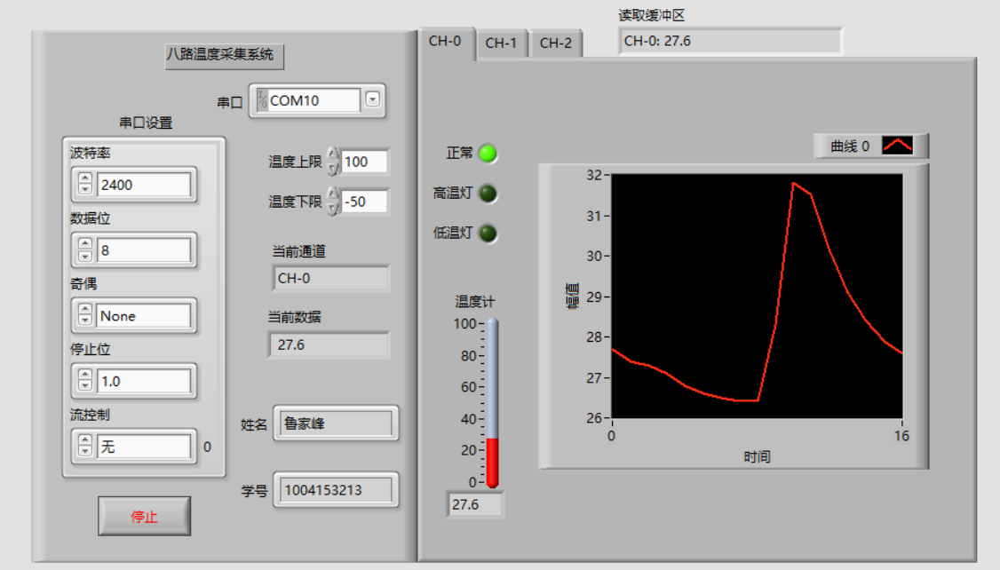 读取缓冲区
CH-0: 27.6
八路温度采集系统
串口
COM10
串口设置
波特率
2400
数据位
8
奇偶
None
停止位
1.0
流控制
无
0
停止
温度上限
100
温度下限
-50
当前通道
CH-0
当前数据
27.6
姓名
鲁家峰
学号
1004153213
CH-0
CH-1
CH-2
正常
高温灯
低温灯
温度计
100
80
60
40
20
0
27.6
曲线 0
幅值
32
31
30
29
28
27
26
0
16
时间